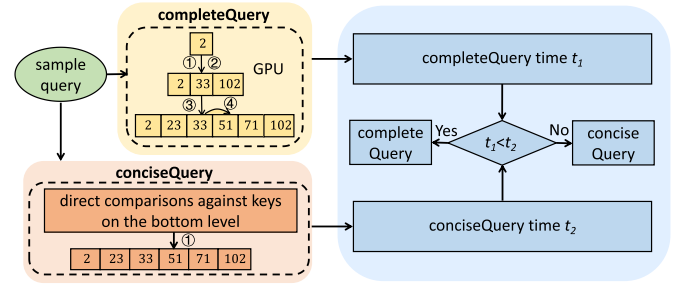 completeQuery
2
① ②
GPU
2 33 102
③ ④
2 23 33 51 71 102
sample
query
conciseQuery
direct comparisons against keys
on the bottom level
①
2 23 33 51 71 102
completeQuery time t₁
complete
Query
Yes
t₁<t₂
No
concise
Query
conciseQuery time t₂